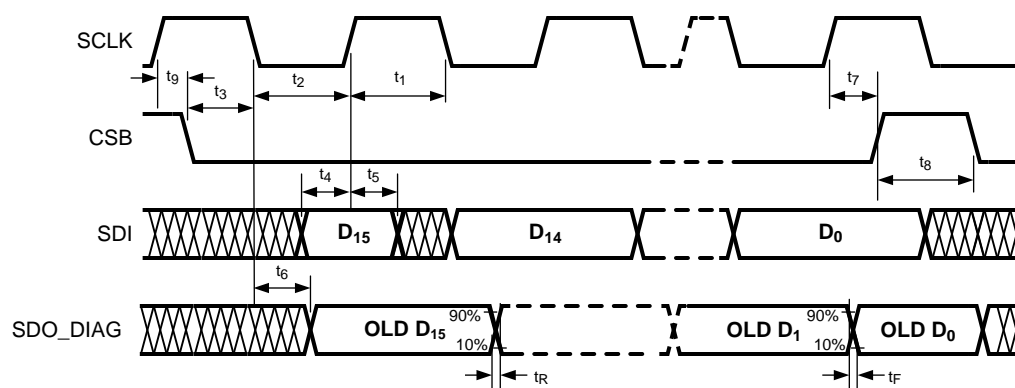 SCLK
t9
t3
t2
t1
t7
CSB
t8
t4
t5
SDI
D15
D14
D0
t6
SDO_DIAG
OLD D15
90%
10%
OLD D1
90%
10%
OLD D0
tR
tF